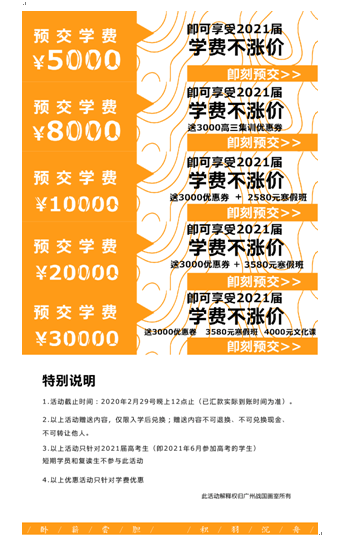 预交学费
¥5000
即可享受2021届
学费不涨价
即刻预交>>
预交学费
¥8000
即可享受2021届
学费不涨价
送3000高三集训优惠券
即刻预交>>
预交学费
¥10000
即可享受2021届
学费不涨价
送3000优惠券 + 2580元寒假班
即刻预交>>
预交学费
¥20000
即可享受2021届
学费不涨价
送3000优惠券 + 3580元寒假班
即刻预交>>
预交学费
¥30000
即可享受2021届
学费不涨价
送3000优惠卷 3580元寒假班 4000元文化课
即刻预交>>
特别说明
1.活动截止时间：2020年2月29号晚上12点止（已汇款实际到账时间为准）。
2.以上活动赠送内容，仅限入学后兑换；赠送内容不可退换、不可兑换现金、
不可转让他人。
3.以上活动只针对2021届高考生（即2021年6月参加高考的学生）
短期学员和复读生不参与此活动
4.以上优惠活动只针对学费优惠
此活动解释权归广州战国画室所有
卧 / 薪 / 尝 / 胆 / / 破 / 釜 / 沉 / 舟 /